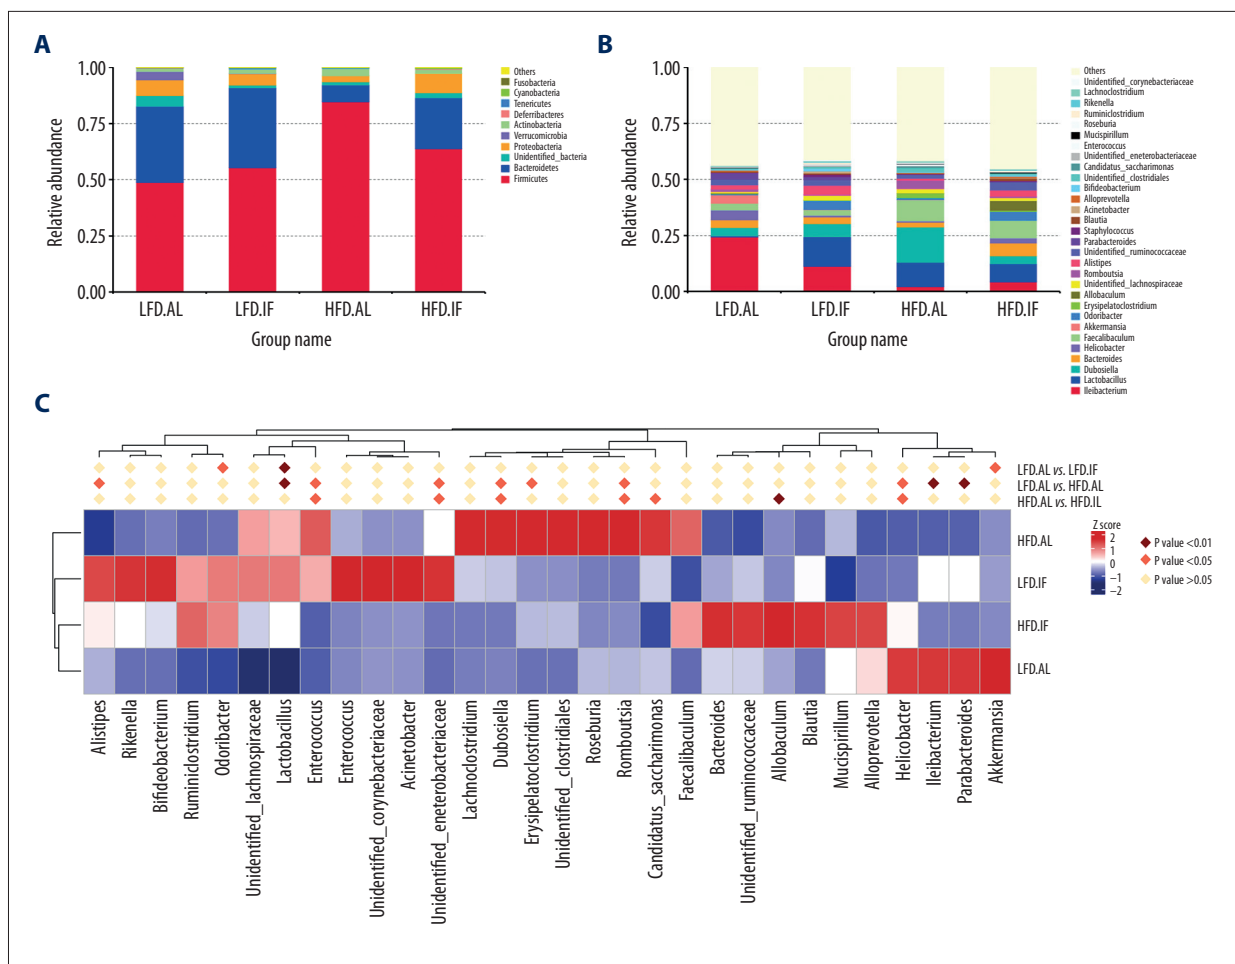 A
1.00
0.75
0.50
0.25
0.00
Relative abundance
LFD.AL
LFD.IF
HFD.AL
HFD.IF
Group name
Others
Fusobacteria
Cyanobacteria
Tenericutes
Deferribacteres
Actinobacteria
Verrucomicrobia
Proteobacteria
Unidentified_bacteria
Bacteroidetes
Firmicutes
B
1.00
0.75
0.50
0.25
0.00
Relative abundance
LFD.AL
LFD.IF
HFD.AL
HFD.IF
Group name
Others
Unidentified_corynebacteriaceae
Lachnoclostridium
Rikenella
Ruminiclostridium
Roseburia
Mucispirillum
Enterococcus
Unidentified_eneterobacteriaceae
Candidatus_saccharimonas
Unidentified_clostridiales
Bifideobacterium
Alloprevotella
Acinetobacter
Blautia
Staphylococcus
Parabacteroides
Unidentified_ruminococcaceae
Alistipes
Romboutsia
Unidentified_lachnospiraceae
Allobaculum
Erysipelatoclostridium
Odoribacter
Akkermansia
Faecalibaculum
Helicobacter
Bacteroides
Dubosiella
Lactobacillus
Ileibacterium
C
LFD.AL vs. LFD.IF
LFD.AL vs. HFD.AL
HFD.AL vs. HFD.IL
HFD.AL
LFD.IF
HFD.IF
LFD.AL
Z score
2
1
0
−1
−2
P value <0.01
P value <0.05
P value >0.05
Alistipes
Rikenella
Bifideobacterium
Ruminiclostridium
Odoribacter
Unidentified_lachnospiraceae
Lactobacillus
Enterococcus
Enterococcus
Unidentified_corynebacteriaceae
Acinetobacter
Unidentified_eneterobacteriaceae
Lachnoclostridium
Dubosiella
Erysipelatoclostridium
Unidentified_clostridiales
Roseburia
Romboutsia
Candidatus_saccharimonas
Faecalibaculum
Bacteroides
Unidentified_ruminococcaceae
Allobaculum
Blautia
Mucispirillum
Alloprevotella
Helicobacter
Ileibacterium
Parabacteroides
Akkermansia